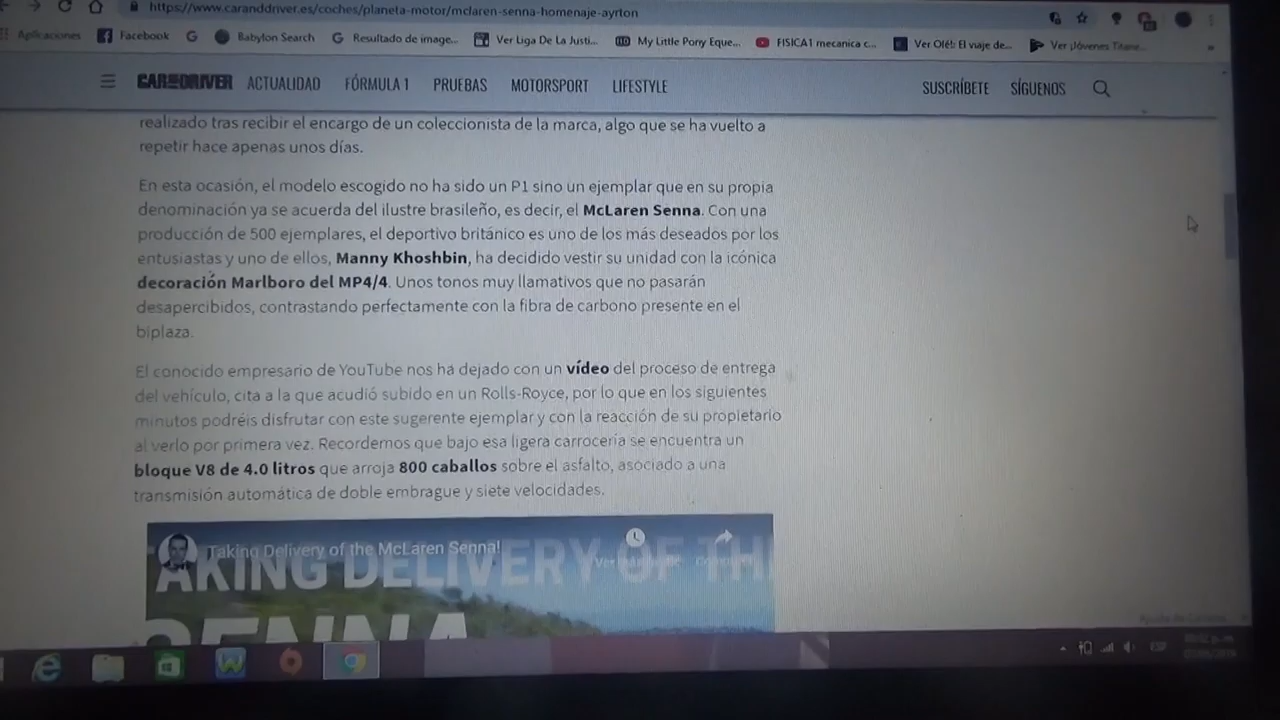 https://www.caranddriver.es/coches/planeta-motor/mclaren-senna-homenaje-ayrton
Aplicaciones Facebook Babylon Search Resultado de image... Ver Liga De La Justi... My Little Pony Eque... FISICA1 mecanica c... Ver ¡Olé!: El viaje de... Ver ¡Jóvenes Titane...
CAR AND DRIVER ACTUALIDAD FÓRMULA 1 PRUEBAS MOTORSPORT LIFESTYLE SUSCRÍBETE SÍGUENOS
realizado tras recibir el encargo de un coleccionista de la marca, algo que se ha vuelto a
repetir hace apenas unos días.
En esta ocasión, el modelo escogido no ha sido un P1 sino un ejemplar que en su propia
denominación ya se acuerda del ilustre brasileño, es decir, el McLaren Senna. Con una
producción de 500 ejemplares, el deportivo británico es uno de los más deseados por los
entusiastas y uno de ellos, Manny Khoshbin, ha decidido vestir su unidad con la icónica
decoración Marlboro del MP4/4. Unos tonos muy llamativos que no pasarán
desapercibidos, contrastando perfectamente con la fibra de carbono presente en el
biplaza.
El conocido empresario de YouTube nos ha dejado con un vídeo del proceso de entrega
del vehículo, cita a la que acudió subido en un Rolls-Royce, por lo que en los siguientes
minutos podréis disfrutar con este sugerente ejemplar y con la reacción de su propietario
al verlo por primera vez. Recordemos que bajo esa ligera carrocería se encuentra un
bloque V8 de 4.0 litros que arroja 800 caballos sobre el asfalto, asociado a una
transmisión automática de doble embrague y siete velocidades.
Taking Delivery of the McLaren Senna!
TAKING DELIVERY OF THE
SENNA
ESP